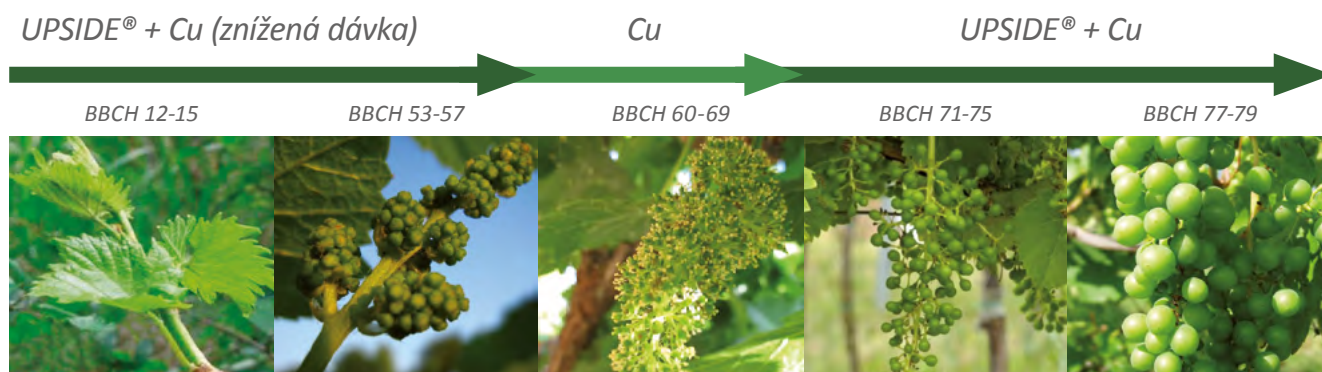 UPSIDE® + Cu (znížená dávka)
Cu
UPSIDE® + Cu
BBCH 12-15
BBCH 53-57
BBCH 60-69
BBCH 71-75
BBCH 77-79